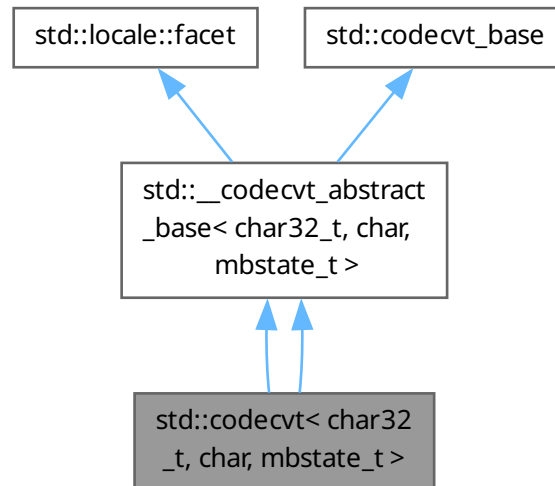 std::locale::facet
std::codecvt_base
std::__codecvt_abstract
_base< char32_t, char,
mbstate_t >
std::codecvt< char32
_t, char, mbstate_t >